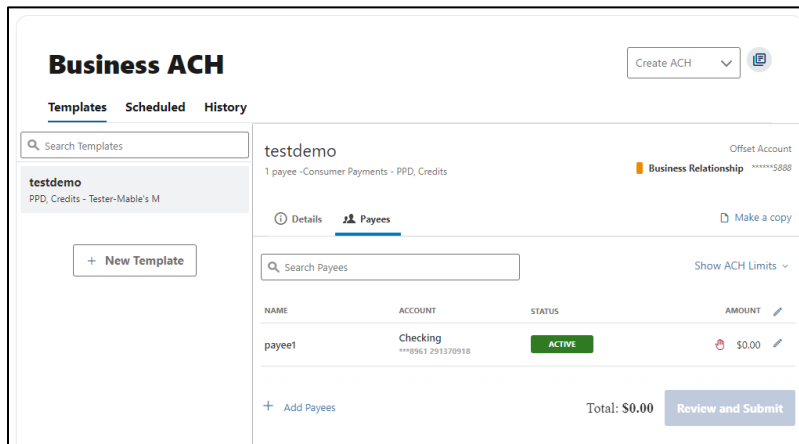 Business ACH
Create ACH
Templates Scheduled History
Search Templates
testdemo
PPD, Credits - Tester-Mable's M
+ New Template
testdemo
1 payee -Consumer Payments - PPD, Credits
Offset Account
Business Relationship ******5888
Details Payees
Make a copy
Search Payees
Show ACH Limits
NAME ACCOUNT STATUS AMOUNT
payee1 Checking ACTIVE $0.00
***8961 291370918
+ Add Payees
Total: $0.00 Review and Submit